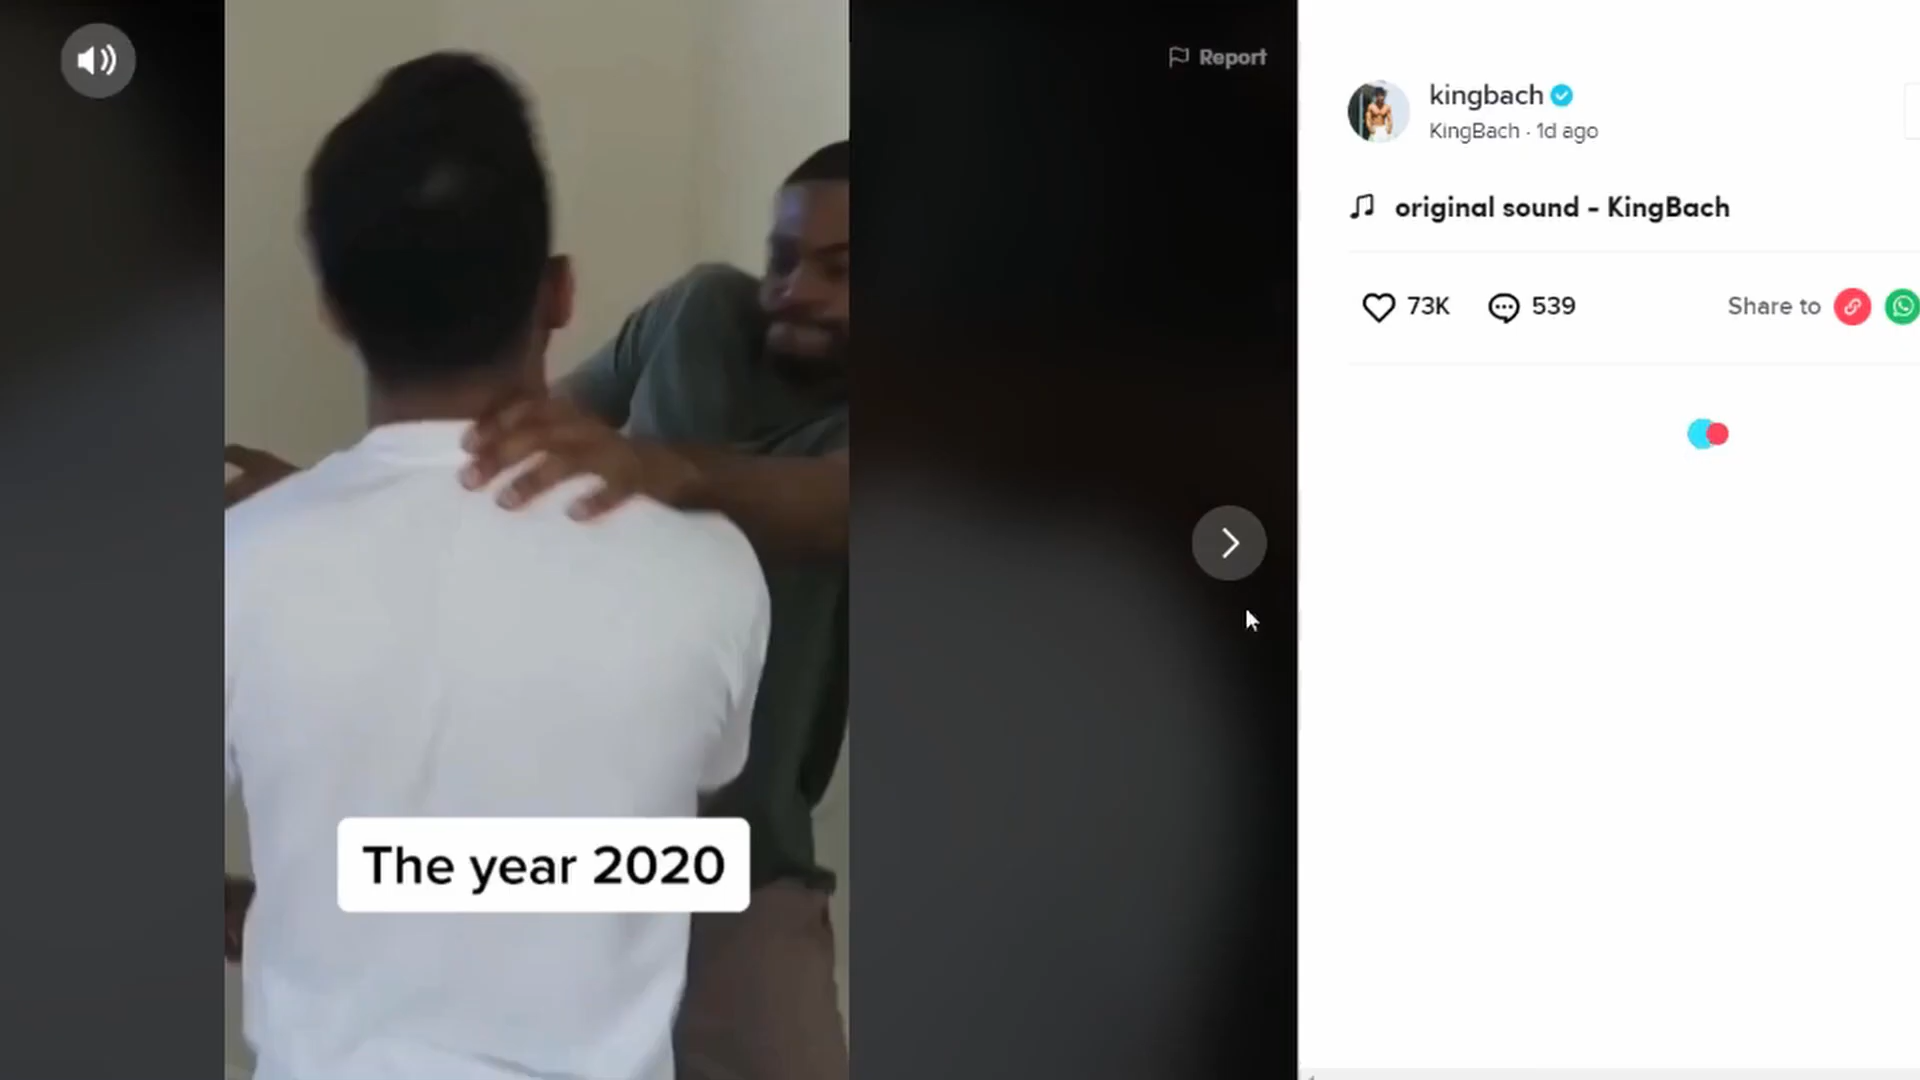 Report
kingbach
KingBach · 1d ago
original sound - KingBach
73K
539
Share to
The year 2020